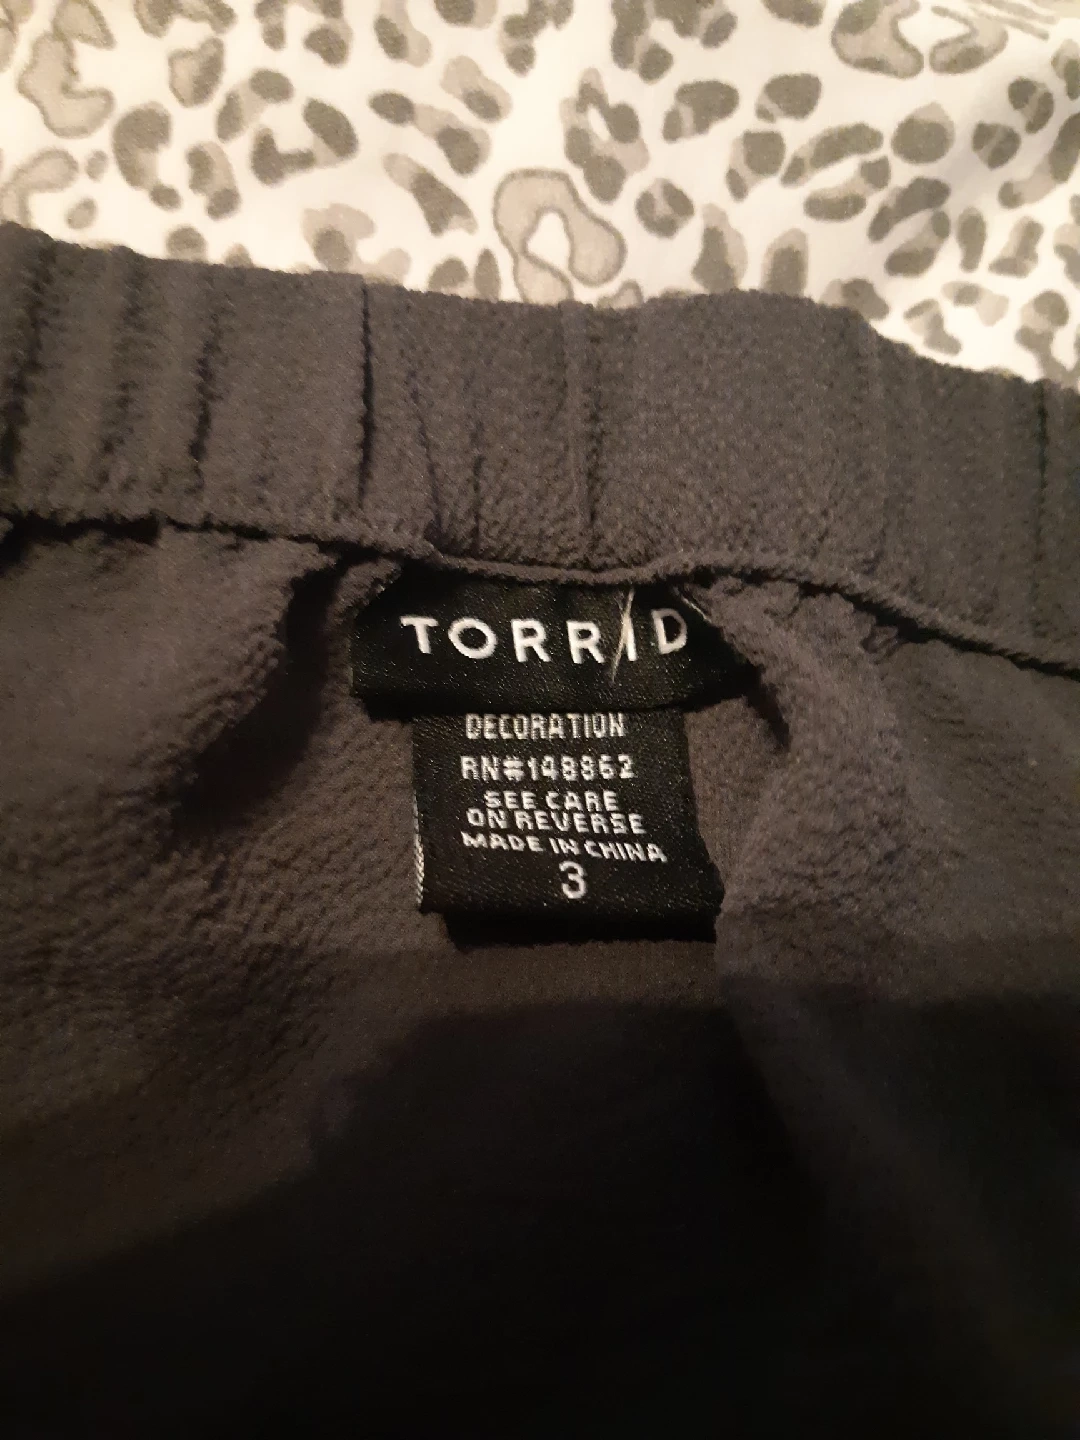 TORRID
DECORATION
RN#148862
SEE CARE
ON REVERSE
MADE IN CHINA
3